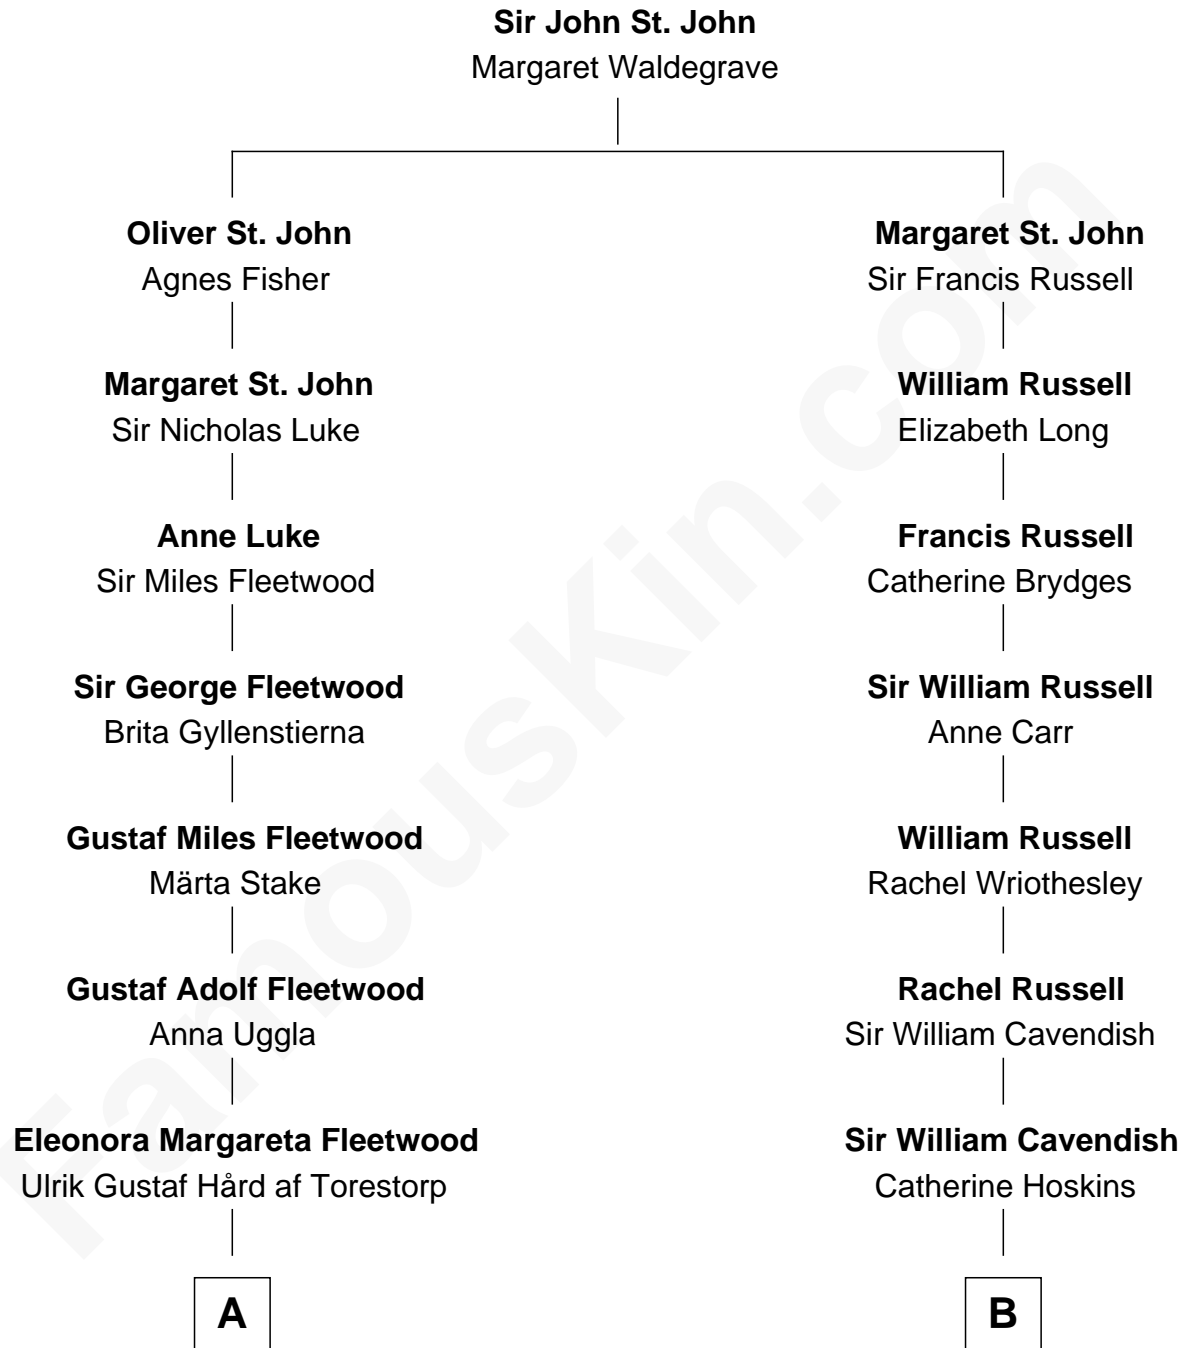 Sir John St. John
Margaret Waldegrave
Oliver St. John
Agnes Fisher
Margaret St. John
Sir Nicholas Luke
Anne Luke
Sir Miles Fleetwood
Sir George Fleetwood
Brita Gyllenstierna
Gustaf Miles Fleetwood
Märta Stake
Gustaf Adolf Fleetwood
Anna Uggla
Eleonora Margareta Fleetwood
Ulrik Gustaf Hård af Torestorp
A
Margaret St. John
Sir Francis Russell
William Russell
Elizabeth Long
Francis Russell
Catherine Brydges
Sir William Russell
Anne Carr
William Russell
Rachel Wriothesley
Rachel Russell
Sir William Cavendish
Sir William Cavendish
Catherine Hoskins
B
FamousKin.com